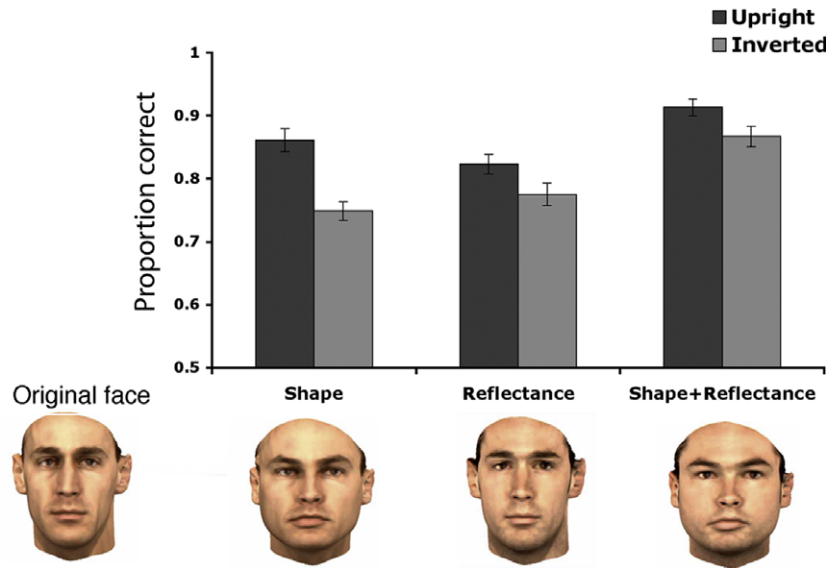 Upright
Inverted
Proportion correct
1
0.9
0.8
0.7
0.6
0.5
Original face
Shape
Reflectance
Shape+Reflectance